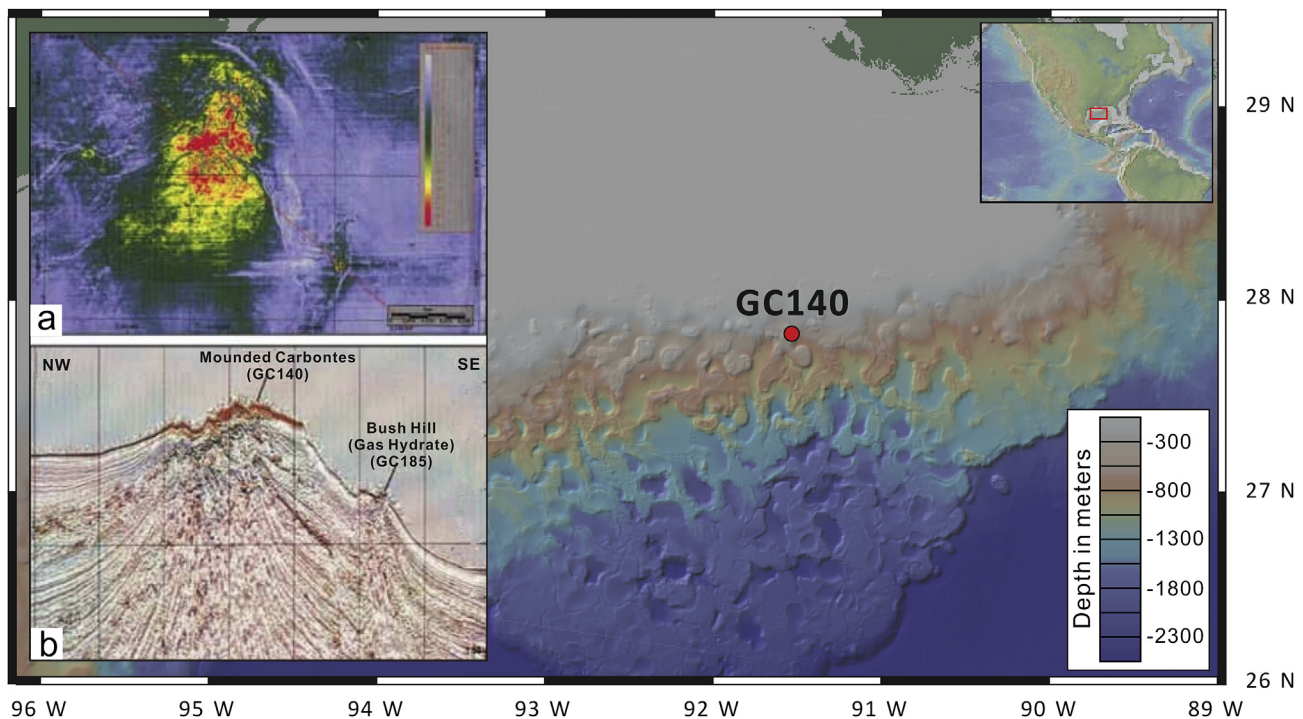 a
NW
SE
Mounded Carbontes
(GC140)
Bush Hill
(Gas Hydrate)
(GC185)
b
GC140
Depth in meters
-300
-800
-1300
-1800
-2300
29 N
28 N
27 N
26 N
96 W
95 W
94 W
93 W
92 W
91 W
90 W
89 W